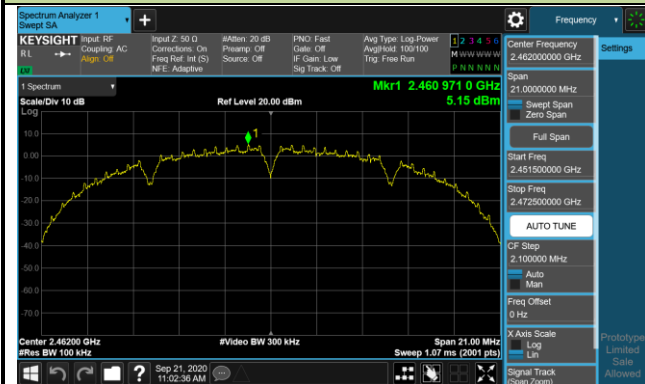 Spectrum Analyzer 1
Swept SA
+
Frequency
KEYSIGHT
RL
LW
Input: RF
Coupling: AC
Align: Off
Input Z: 50 Ω
Corrections: On
Freq Ref: Int (S)
NFE: Adaptive
#Atten: 20 dB
Preamp: Off
Source: Off
PNO: Fast
Gate: Off
IF Gain: Low
Sig Track: Off
Avg Type: Log-Power
Avg|Hold: 100/100
Trig: Free Run
1 2 3 4 5 6
M W W W W W
P N N N N N
1 Spectrum
Scale/Div 10 dB
Log
Ref Level 20.00 dBm
Mkr1 2.460 971 0 GHz
5.15 dBm
1
10.0
0.00
-10.0
-20.0
-30.0
-40.0
-50.0
-60.0
-70.0
Center 2.46200 GHz
#Res BW 100 kHz
#Video BW 300 kHz
Span 21.00 MHz
Sweep 1.07 ms (2001 pts)
Center Frequency
2.462000000 GHz
Span
21.0000000 MHz
Swept Span
Zero Span
Full Span
Start Freq
2.451500000 GHz
Stop Freq
2.472500000 GHz
AUTO TUNE
CF Step
2.100000 MHz
Auto
Man
Freq Offset
0 Hz
X Axis Scale
Log
Lin
Signal Track
(Span Zoom)
Settings
Prototype
Limited
Sale
Allowed
?
Sep 21, 2020
11:02:36 AM